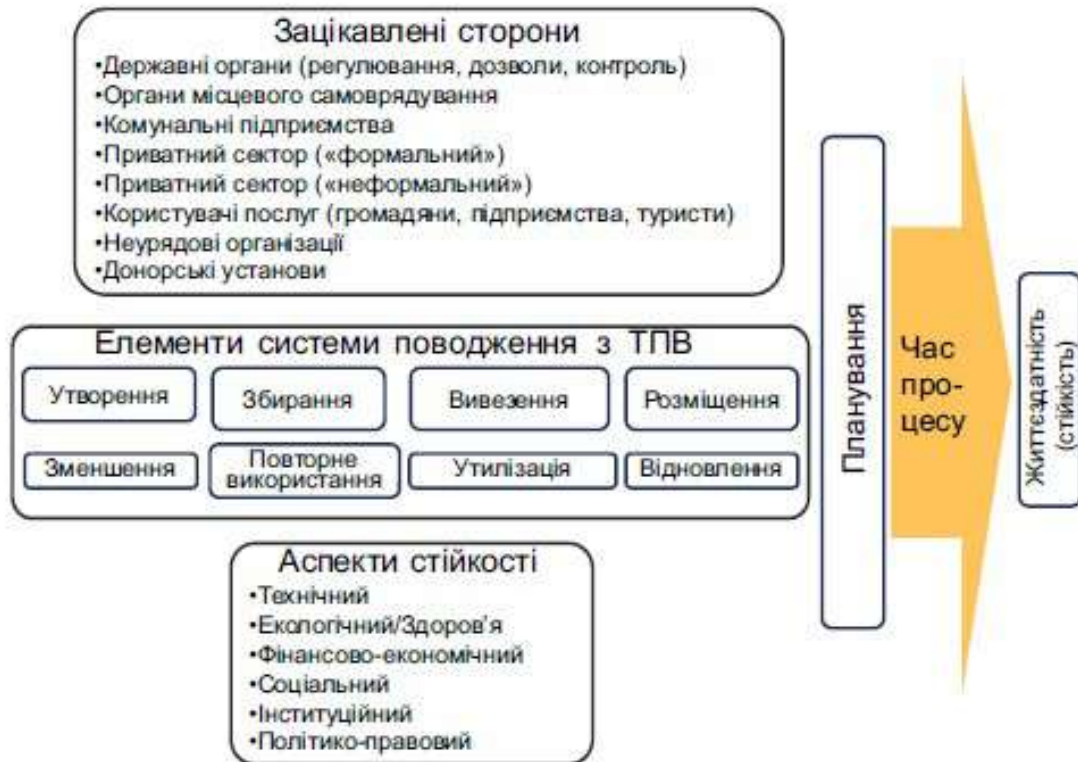 Зацікавлені сторони
•Державні органи (регулювання, дозволи, контроль)
•Органи місцевого самоврядування
•Комунальні підприємства
•Приватний сектор («формальний»)
•Приватний сектор («неформальний»)
•Користувачі послуг (громадяни, підприємства, туристи)
•Неурядові організації
•Донорські установи
Елементи системи поводження з ТПВ
Утворення
Збирання
Вивезення
Розміщення
Зменшення
Повторне
використання
Утилізація
Відновлення
Аспекти стійкості
•Технічний
•Екологічний/Здоров'я
•Фінансово-економічний
•Соціальний
•Інституційний
•Політико-правовий
Планування
Час
про-
цесу
Життєздатність
(стійкість)